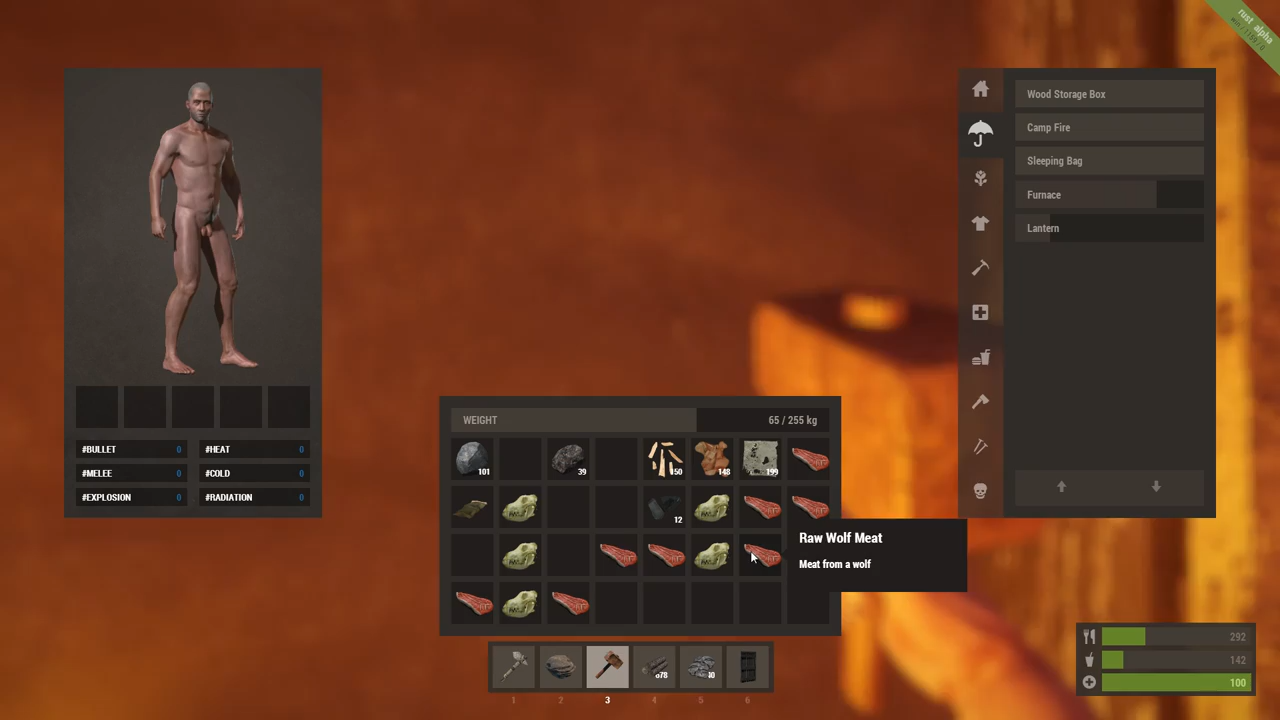 rust alpha
Wood Storage Box
Camp Fire
Sleeping Bag
Furnace
Lantern
WEIGHT 65 / 255 kg
101 39 150 148 199
12
Raw Wolf Meat
Meat from a wolf
#BULLET 0 #HEAT 0
#MELEE 0 #COLD 0
#EXPLOSION 0 #RADIATION 0
1 2 3 4 5 6
292
142
100